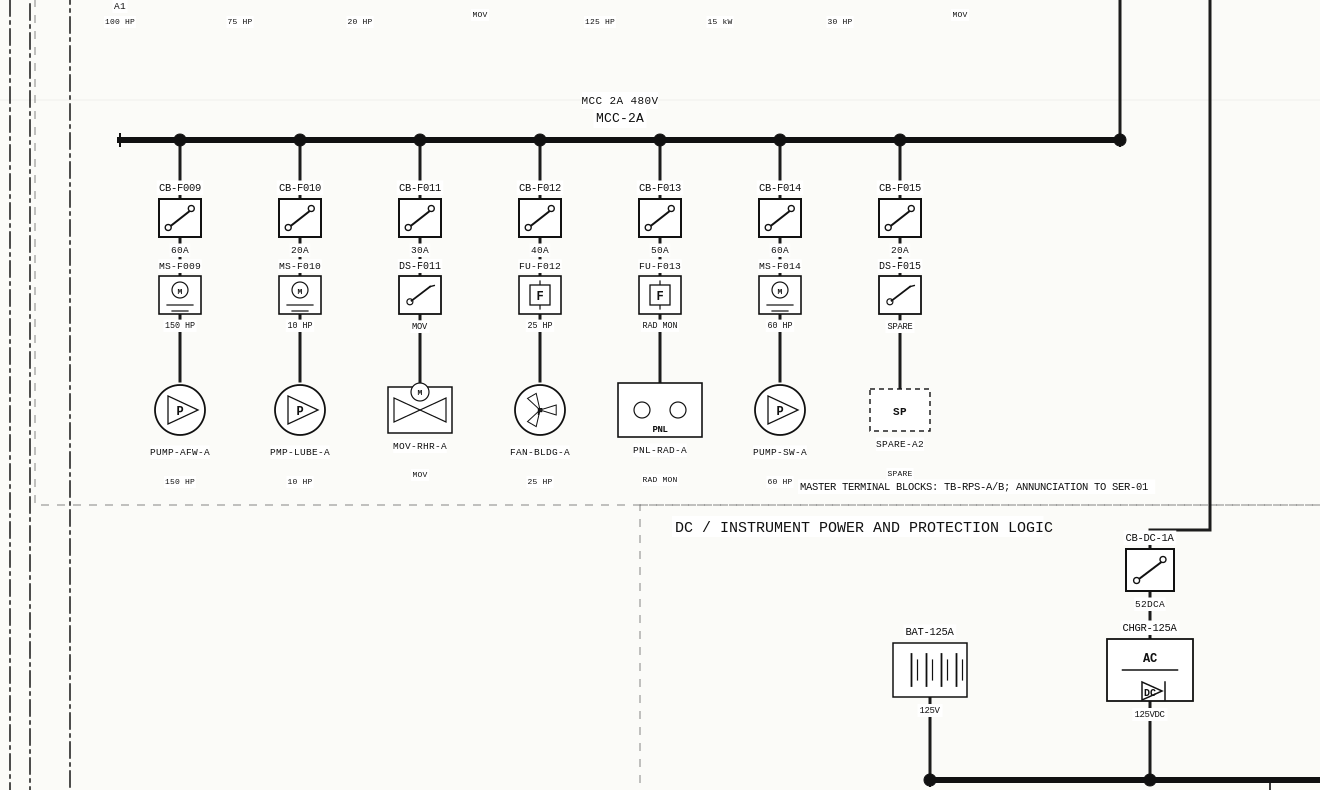 A1
100 HP 75 HP 20 HP MOV 125 HP 15 kW 30 HP MOV
MCC 2A 480V
MCC-2A
CB-F009 CB-F010 CB-F011 CB-F012 CB-F013 CB-F014 CB-F015
60A 20A 30A 40A 50A 60A 20A
MS-F009 MS-F010 DS-F011 FU-F012 FU-F013 MS-F014 DS-F015
M M F F M
150 HP 10 HP MOV 25 HP RAD MON 60 HP SPARE
M
P P P SP
PNL
PUMP-AFW-A PMP-LUBE-A MOV-RHR-A FAN-BLDG-A PNL-RAD-A PUMP-SW-A SPARE-A2
150 HP 10 HP MOV 25 HP RAD MON 60 HP SPARE
MASTER TERMINAL BLOCKS: TB-RPS-A/B; ANNUNCIATION TO SER-01
DC / INSTRUMENT POWER AND PROTECTION LOGIC
CB-DC-1A
52DCA
BAT-125A CHGR-125A
AC
DC
125V 125VDC